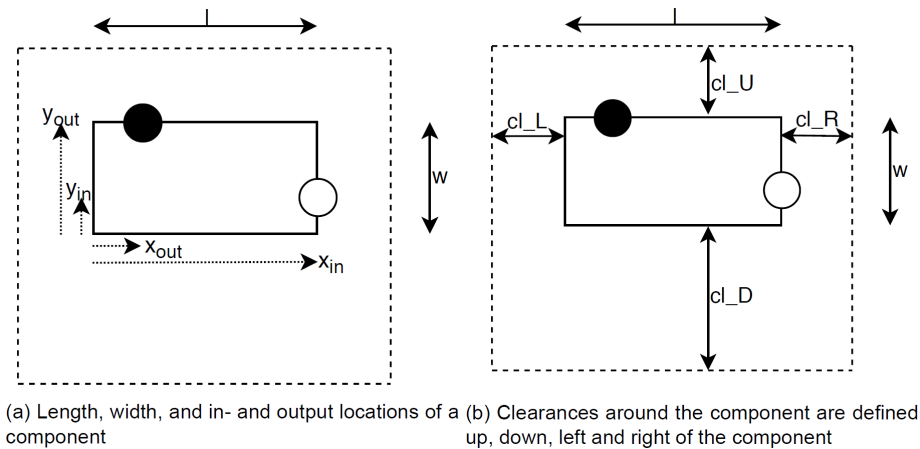 l
y_out
y_in
w
x_out
x_in
(a) Length, width, and in- and output locations of a
component
l
cl_U
cl_L
cl_R
w
cl_D
(b) Clearances around the component are defined
up, down, left and right of the component